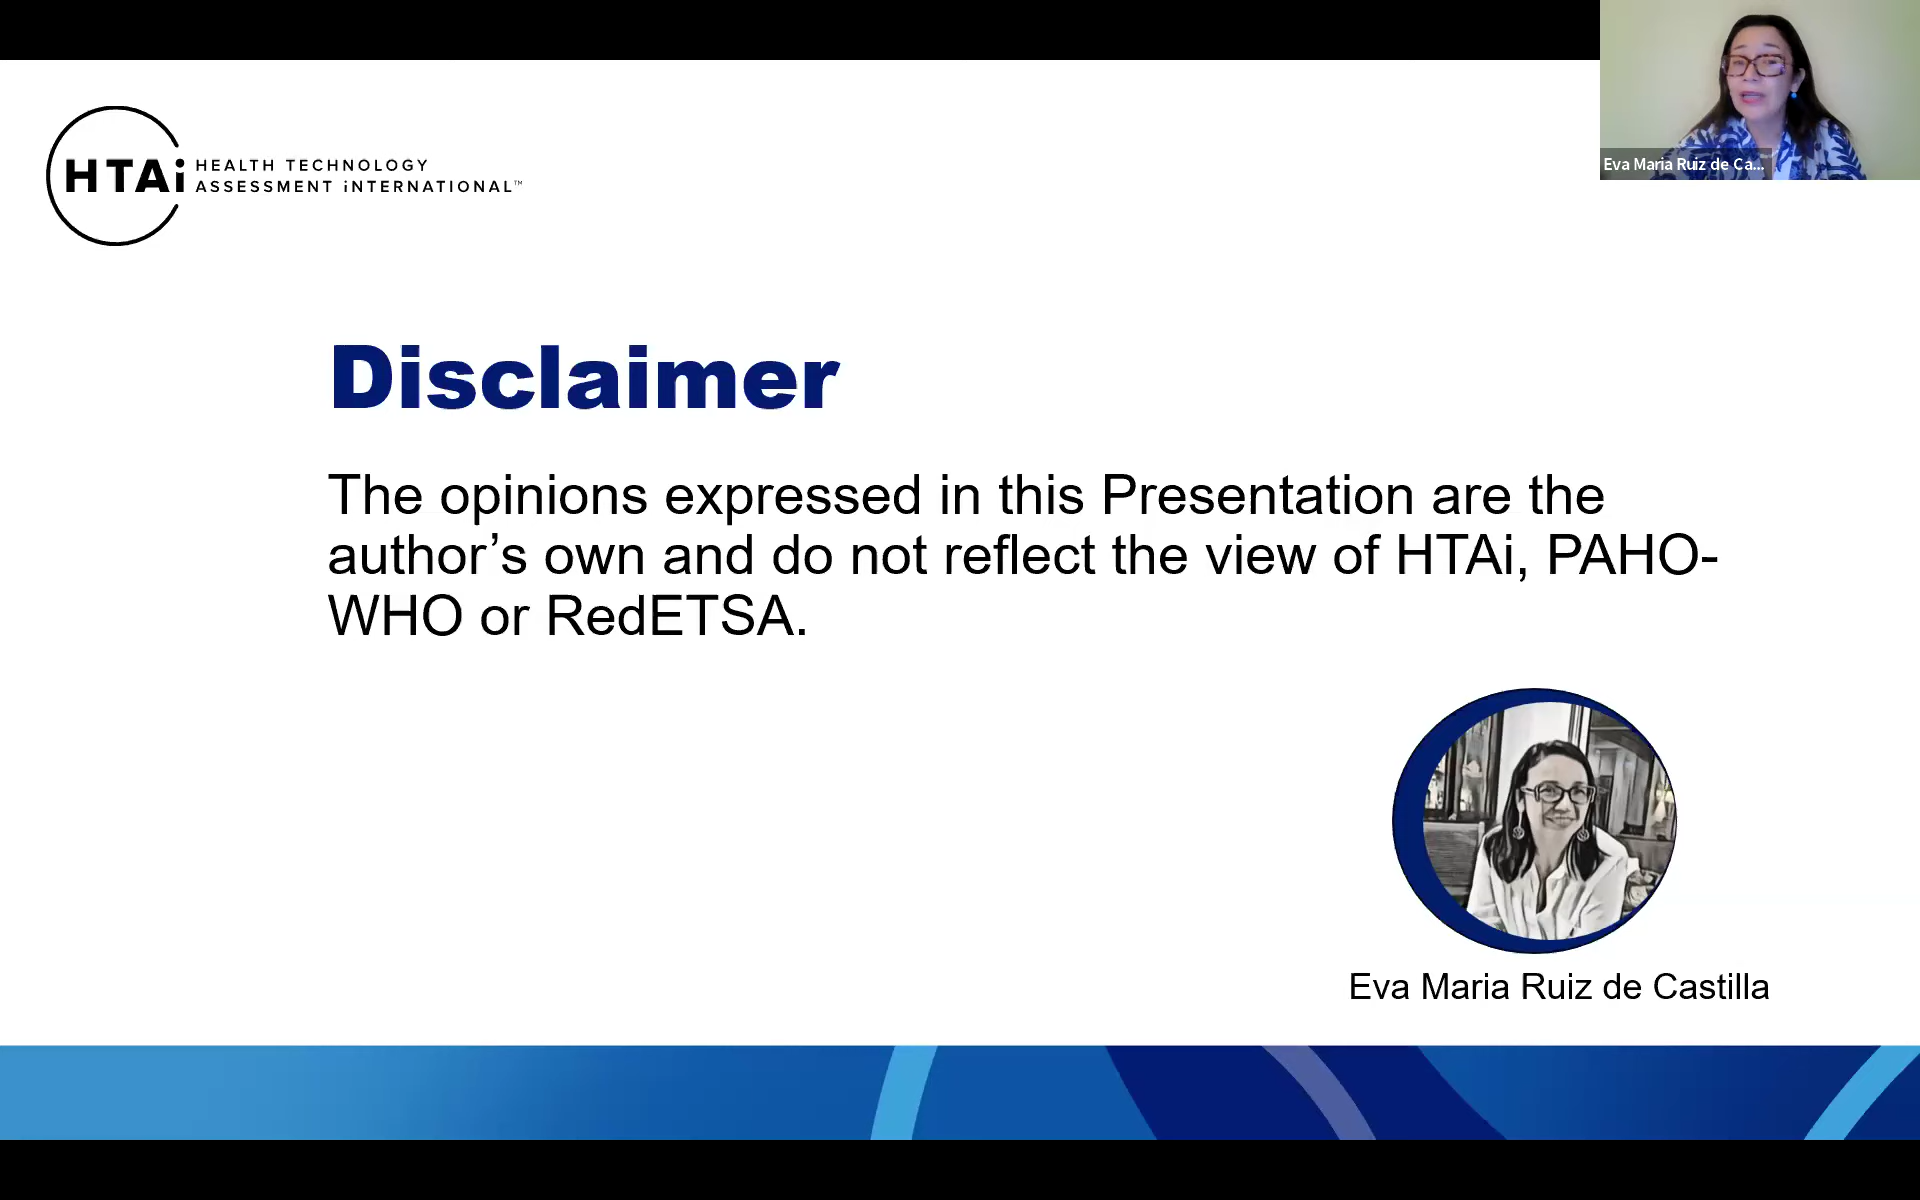 Eva Maria Ruiz de Ca...
HTAi
HEALTH TECHNOLOGY
ASSESSMENT iNTERNATIONAL™
Disclaimer
The opinions expressed in this Presentation are the
author’s own and do not reflect the view of HTAi, PAHO-
WHO or RedETSA.
Eva Maria Ruiz de Castilla